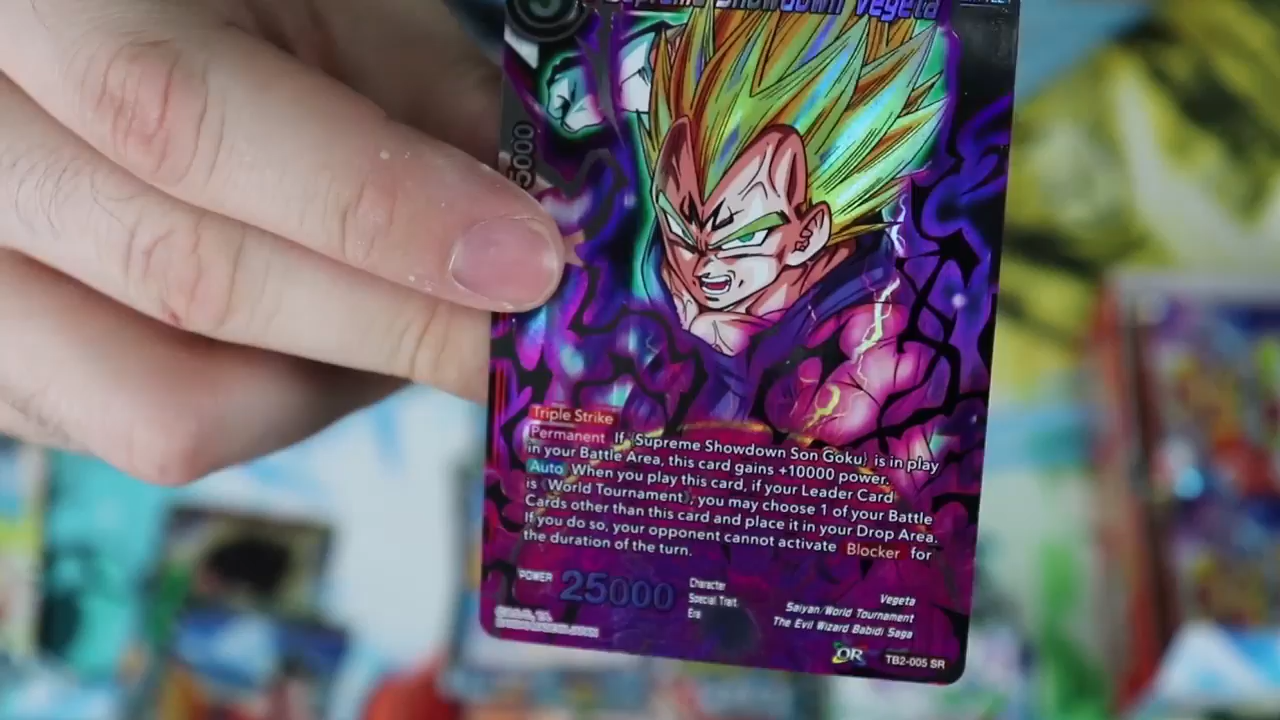 Supreme Showdown Vegeta
5000
Triple Strike
Permanent If {Supreme Showdown Son Goku} is in play
in your Battle Area, this card gains +10000 power.
Auto When you play this card, if your Leader Card
is 《World Tournament》, you may choose 1 of your Battle
Cards other than this card and place it in your Drop Area.
If you do so, your opponent cannot activate Blocker for
the duration of the turn.
POWER 25000
Character Vegeta
Special Trait Saiyan/World Tournament
Era The Evil Wizard Babidi Saga
QR TB2-005 SR